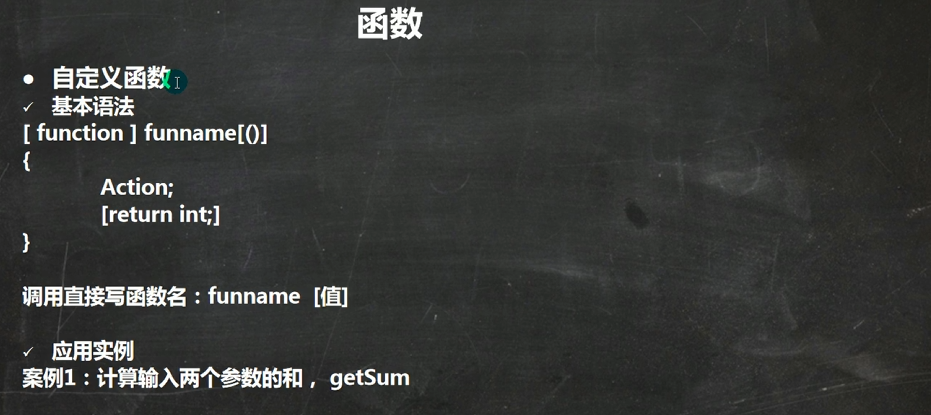 函数
● 自定义函数
✓ 基本语法
[ function ] funname[()]
{
Action;
[return int;]
}
调用直接写函数名：funname [值]
✓ 应用实例
案例1：计算输入两个参数的和， getSum